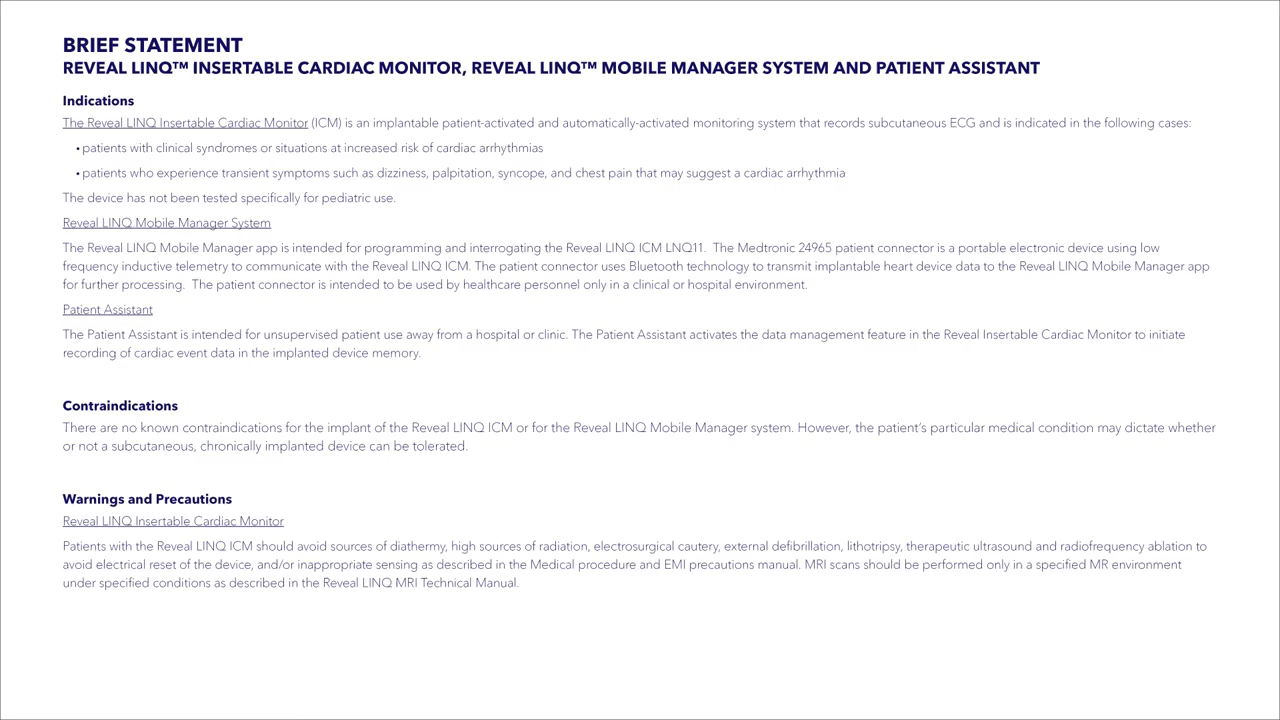 BRIEF STATEMENT
REVEAL LINQ™ INSERTABLE CARDIAC MONITOR, REVEAL LINQ™ MOBILE MANAGER SYSTEM AND PATIENT ASSISTANT
Indications
The Reveal LINQ Insertable Cardiac Monitor (ICM) is an implantable patient-activated and automatically-activated monitoring system that records subcutaneous ECG and is indicated in the following cases:
• patients with clinical syndromes or situations at increased risk of cardiac arrhythmias
• patients who experience transient symptoms such as dizziness, palpitation, syncope, and chest pain that may suggest a cardiac arrhythmia
The device has not been tested specifically for pediatric use.
Reveal LINQ Mobile Manager System
The Reveal LINQ Mobile Manager app is intended for programming and interrogating the Reveal LINQ ICM LNQ11.  The Medtronic 24965 patient connector is a portable electronic device using low
frequency inductive telemetry to communicate with the Reveal LINQ ICM. The patient connector uses Bluetooth technology to transmit implantable heart device data to the Reveal LINQ Mobile Manager app
for further processing.  The patient connector is intended to be used by healthcare personnel only in a clinical or hospital environment.
Patient Assistant
The Patient Assistant is intended for unsupervised patient use away from a hospital or clinic. The Patient Assistant activates the data management feature in the Reveal Insertable Cardiac Monitor to initiate
recording of cardiac event data in the implanted device memory.
Contraindications
There are no known contraindications for the implant of the Reveal LINQ ICM or for the Reveal LINQ Mobile Manager system. However, the patient's particular medical condition may dictate whether
or not a subcutaneous, chronically implanted device can be tolerated.
Warnings and Precautions
Reveal LINQ Insertable Cardiac Monitor
Patients with the Reveal LINQ ICM should avoid sources of diathermy, high sources of radiation, electrosurgical cautery, external defibrillation, lithotripsy, therapeutic ultrasound and radiofrequency ablation to
avoid electrical reset of the device, and/or inappropriate sensing as described in the Medical procedure and EMI precautions manual. MRI scans should be performed only in a specified MR environment
under specified conditions as described in the Reveal LINQ MRI Technical Manual.